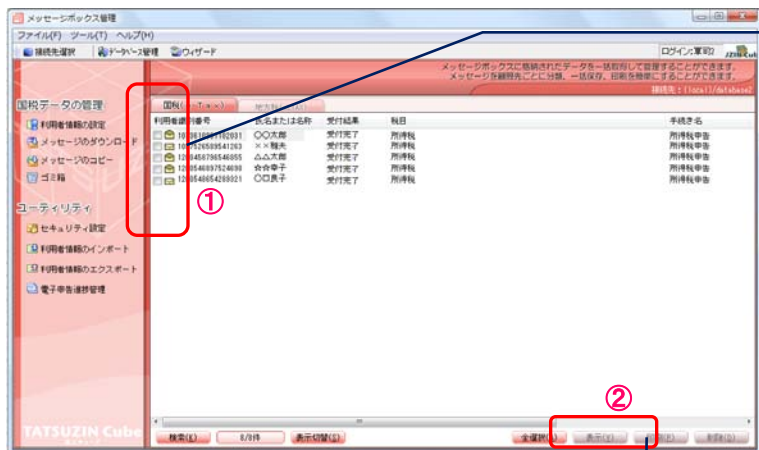 メッセージボックス管理
ファイル(F) ツール(T) ヘルプ(H)
接続先選択 データベース管理 ウィザード
ログイン:軍司2
メッセージボックスに格納されたデータを一括取得して管理することができます。
メッセージを顧問先ごとに分類、一括保存、印刷を簡単にすることができます。
接続先:(local)/database2
国税データの管理
利用者情報の設定
メッセージのダウンロード
メッセージのコピー
ゴミ箱
ユーティリティ
セキュリティ設定
利用者情報のインポート
利用者情報のエクスポート
電子申告進捗管理
TATSUZIN Cube
利用者識別番号 氏名または名称 受付結果 税目 手続き名
〇〇太郎 受付完了 所得税 所得税申告
××雅夫 受付完了 所得税 所得税申告
△△太郎 受付完了 所得税 所得税申告
☆☆幸子 受付完了 所得税 所得税申告
〇口良子 受付完了 所得税 所得税申告
①
②
検索(K) 8/8件 表示切替(S) 表示(V) 削除(D)